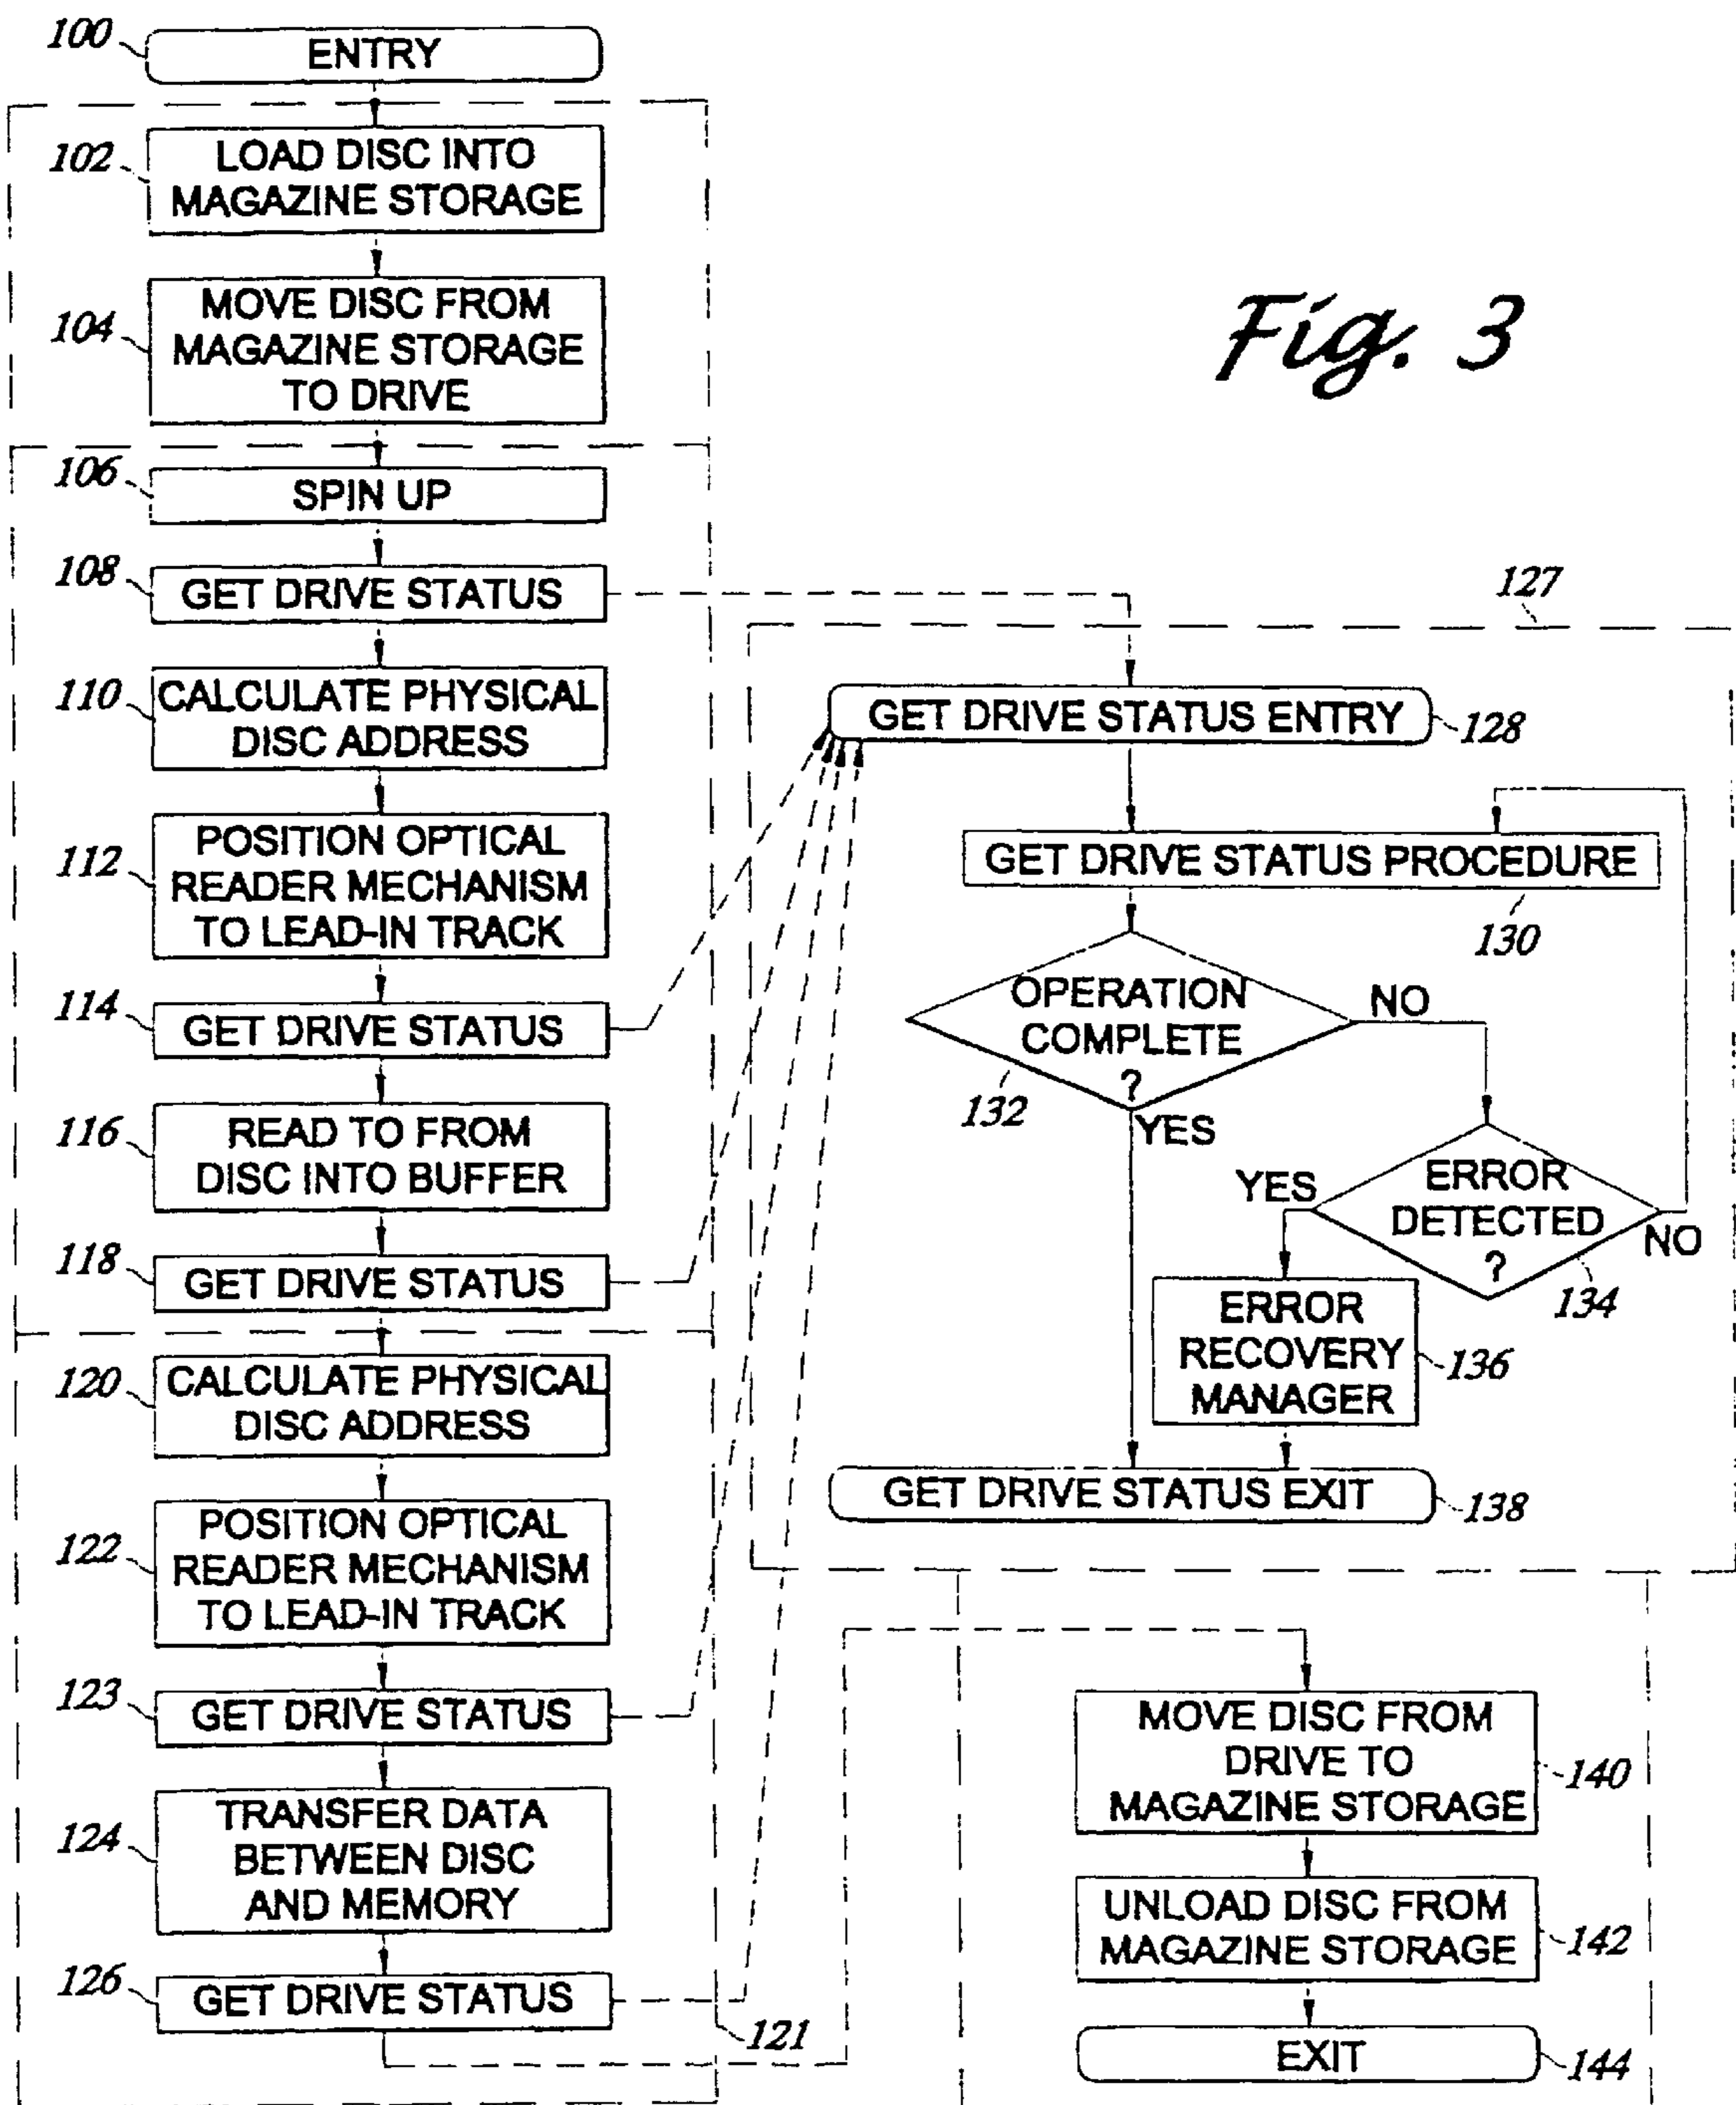 100
ENTRY
102
LOAD DISC INTO
MAGAZINE STORAGE
104
MOVE DISC FROM
MAGAZINE STORAGE
TO DRIVE
Fig. 3
106
SPIN UP
108
GET DRIVE STATUS
110
CALCULATE PHYSICAL
DISC ADDRESS
112
POSITION OPTICAL
READER MECHANISM
TO LEAD-IN TRACK
114
GET DRIVE STATUS
116
READ TO FROM
DISC INTO BUFFER
118
GET DRIVE STATUS
120
CALCULATE PHYSICAL
DISC ADDRESS
122
POSITION OPTICAL
READER MECHANISM
TO LEAD-IN TRACK
123
GET DRIVE STATUS
124
TRANSFER DATA
BETWEEN DISC
AND MEMORY
126
GET DRIVE STATUS
121
127
GET DRIVE STATUS ENTRY
128
GET DRIVE STATUS PROCEDURE
130
OPERATION
COMPLETE
?
132
NO
YES
ERROR
DETECTED
?
134
YES
NO
ERROR
RECOVERY
MANAGER
136
GET DRIVE STATUS EXIT
138
MOVE DISC FROM
DRIVE TO
MAGAZINE STORAGE
140
UNLOAD DISC FROM
MAGAZINE STORAGE
142
EXIT
144